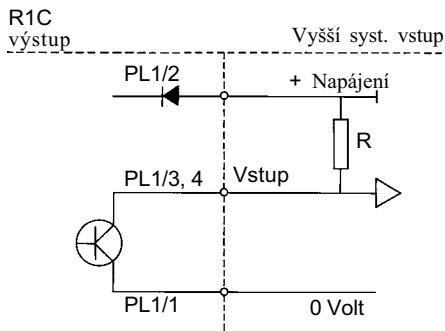 R1C
výstup
Vyšší syst. vstup
PL1/2
+ Napájení
R
PL1/3, 4
Vstup
PL1/1
0 Volt